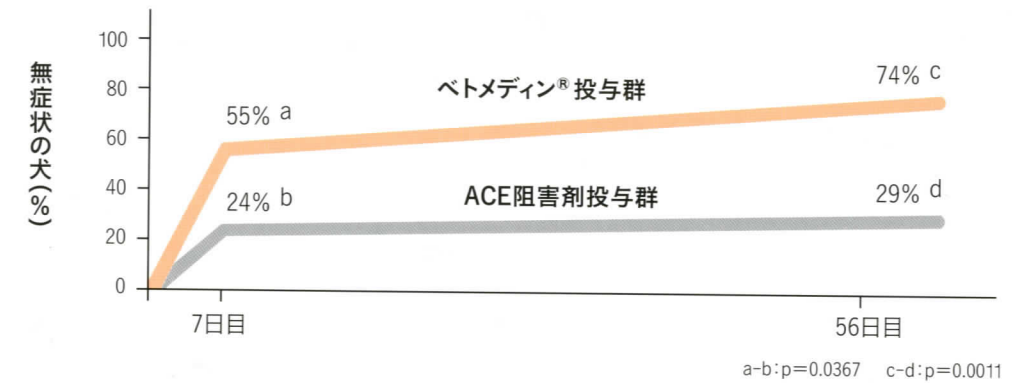 無症状の犬(%)
100
80
60
40
20
0
ベトメディン®投与群
55% a
74% c
ACE阻害剤投与群
24% b
29% d
7日目
56日目
a-b:p=0.0367 c-d:p=0.0011